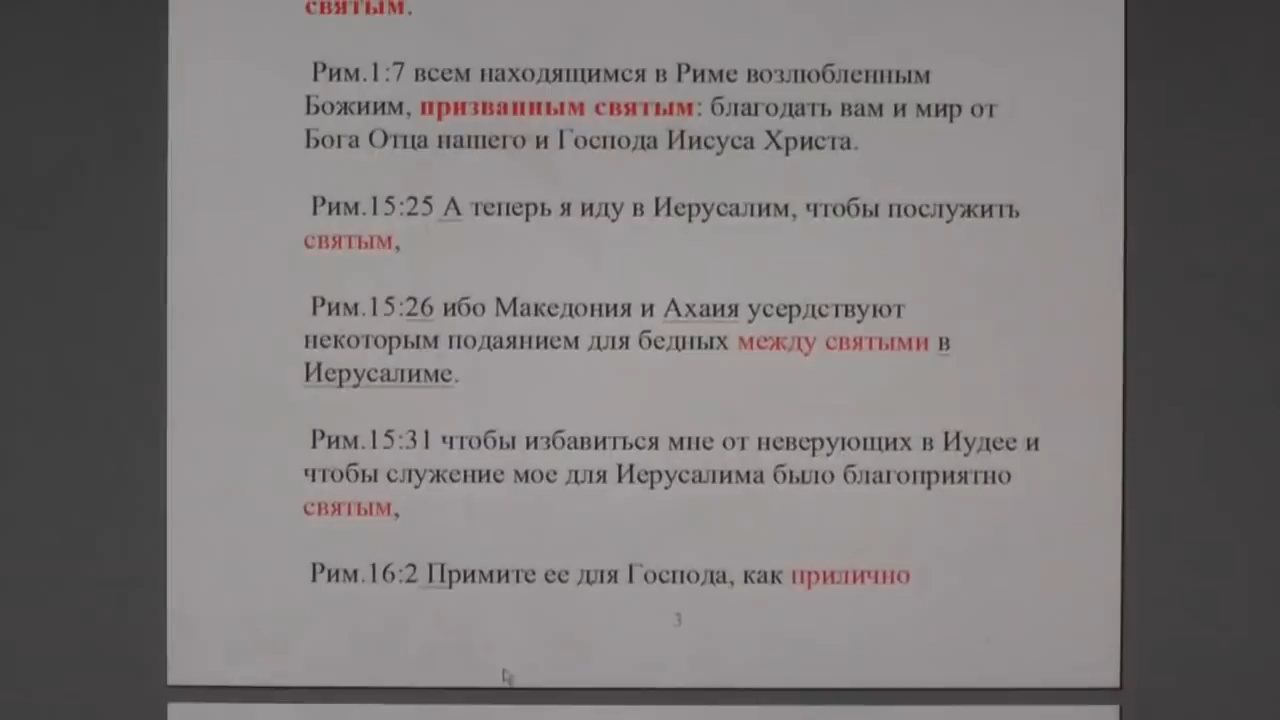 святым.
Рим.1:7 всем находящимся в Риме возлюбленным
Божиим, призванным святым: благодать вам и мир от
Бога Отца нашего и Господа Иисуса Христа.
Рим.15:25 А теперь я иду в Иерусалим, чтобы послужить
святым,
Рим.15:26 ибо Македония и Ахаия усердствуют
некоторым подаянием для бедных между святыми в
Иерусалиме.
Рим.15:31 чтобы избавиться мне от неверующих в Иудее и
чтобы служение мое для Иерусалима было благоприятно
святым,
Рим.16:2 Примите ее для Господа, как прилично
3